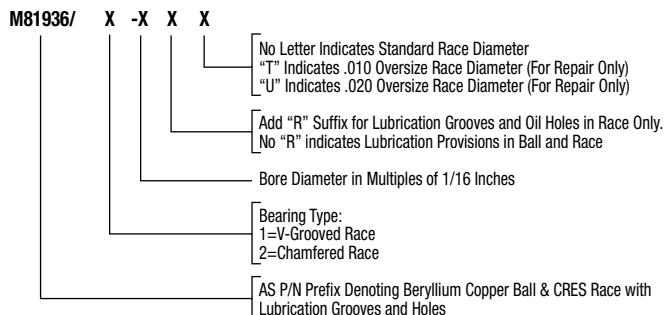 M81936/ X -X X X
No Letter Indicates Standard Race Diameter
“T” Indicates .010 Oversize Race Diameter (For Repair Only)
“U” Indicates .020 Oversize Race Diameter (For Repair Only)
Add “R” Suffix for Lubrication Grooves and Oil Holes in Race Only.
No “R” indicates Lubrication Provisions in Ball and Race
Bore Diameter in Multiples of 1/16 Inches
Bearing Type:
1=V-Grooved Race
2=Chamfered Race
AS P/N Prefix Denoting Beryllium Copper Ball & CRES Race with
Lubrication Grooves and Holes